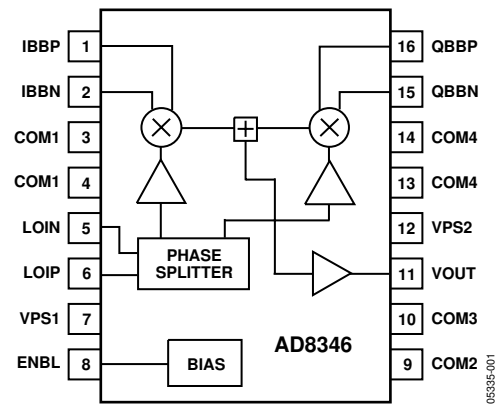 IBBP 1
IBBN 2
COM1 3
COM1 4
LOIN 5
LOIP 6
VPS1 7
ENBL 8
PHASE
SPLITTER
BIAS
AD8346
16 QBBP
15 QBBN
14 COM4
13 COM4
12 VPS2
11 VOUT
10 COM3
9 COM2
05335-001